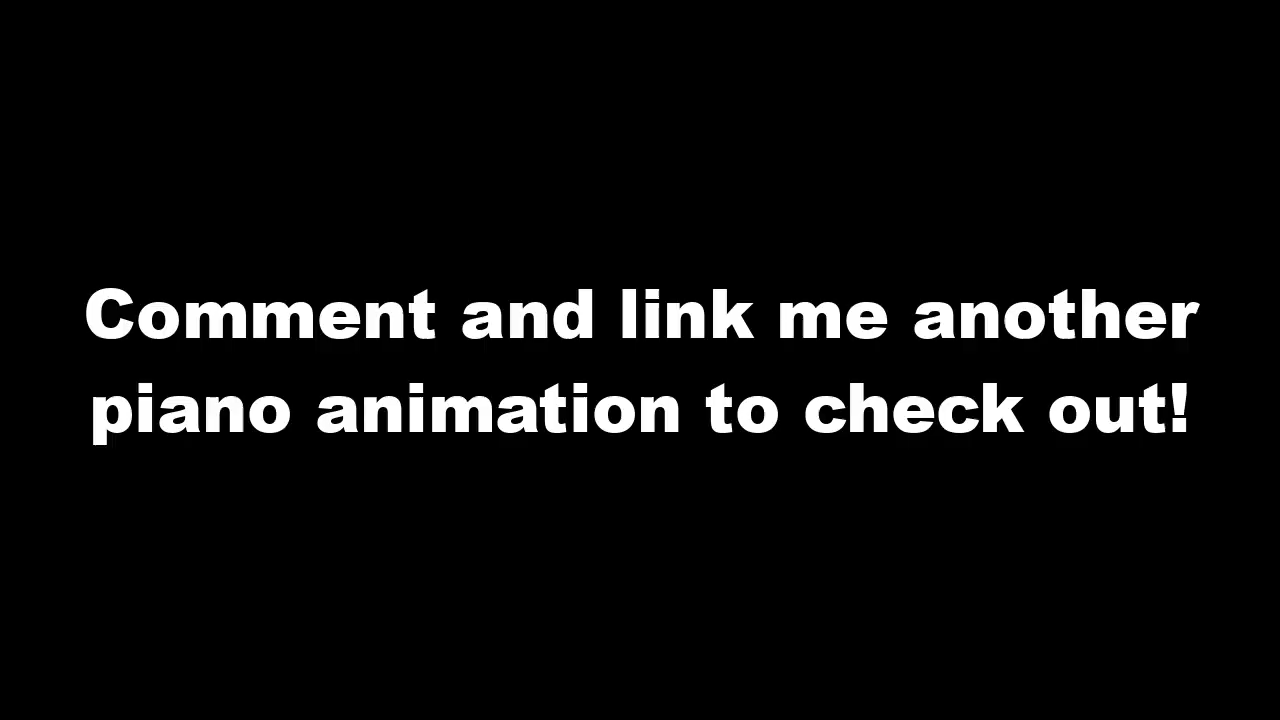 Comment and link me another
piano animation to check out!